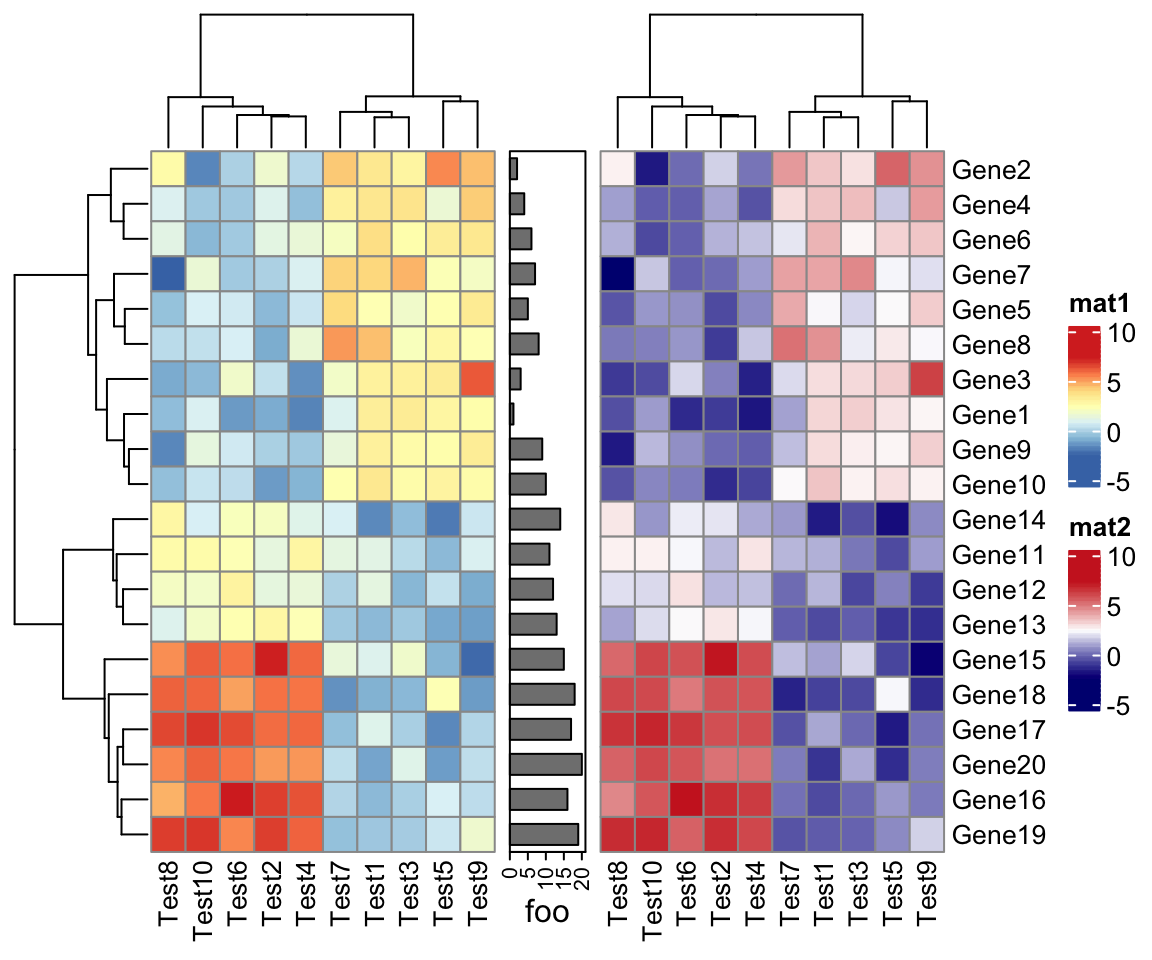 Gene2
Gene4
Gene6
Gene7
Gene5
Gene8
Gene3
Gene1
Gene9
Gene10
Gene14
Gene11
Gene12
Gene13
Gene15
Gene18
Gene17
Gene20
Gene16
Gene19
Test8
Test10
Test6
Test2
Test4
Test7
Test1
Test3
Test5
Test9
0
5
10
15
20
foo
Test8
Test10
Test6
Test2
Test4
Test7
Test1
Test3
Test5
Test9
mat1
10
5
0
-5
mat2
10
5
0
-5